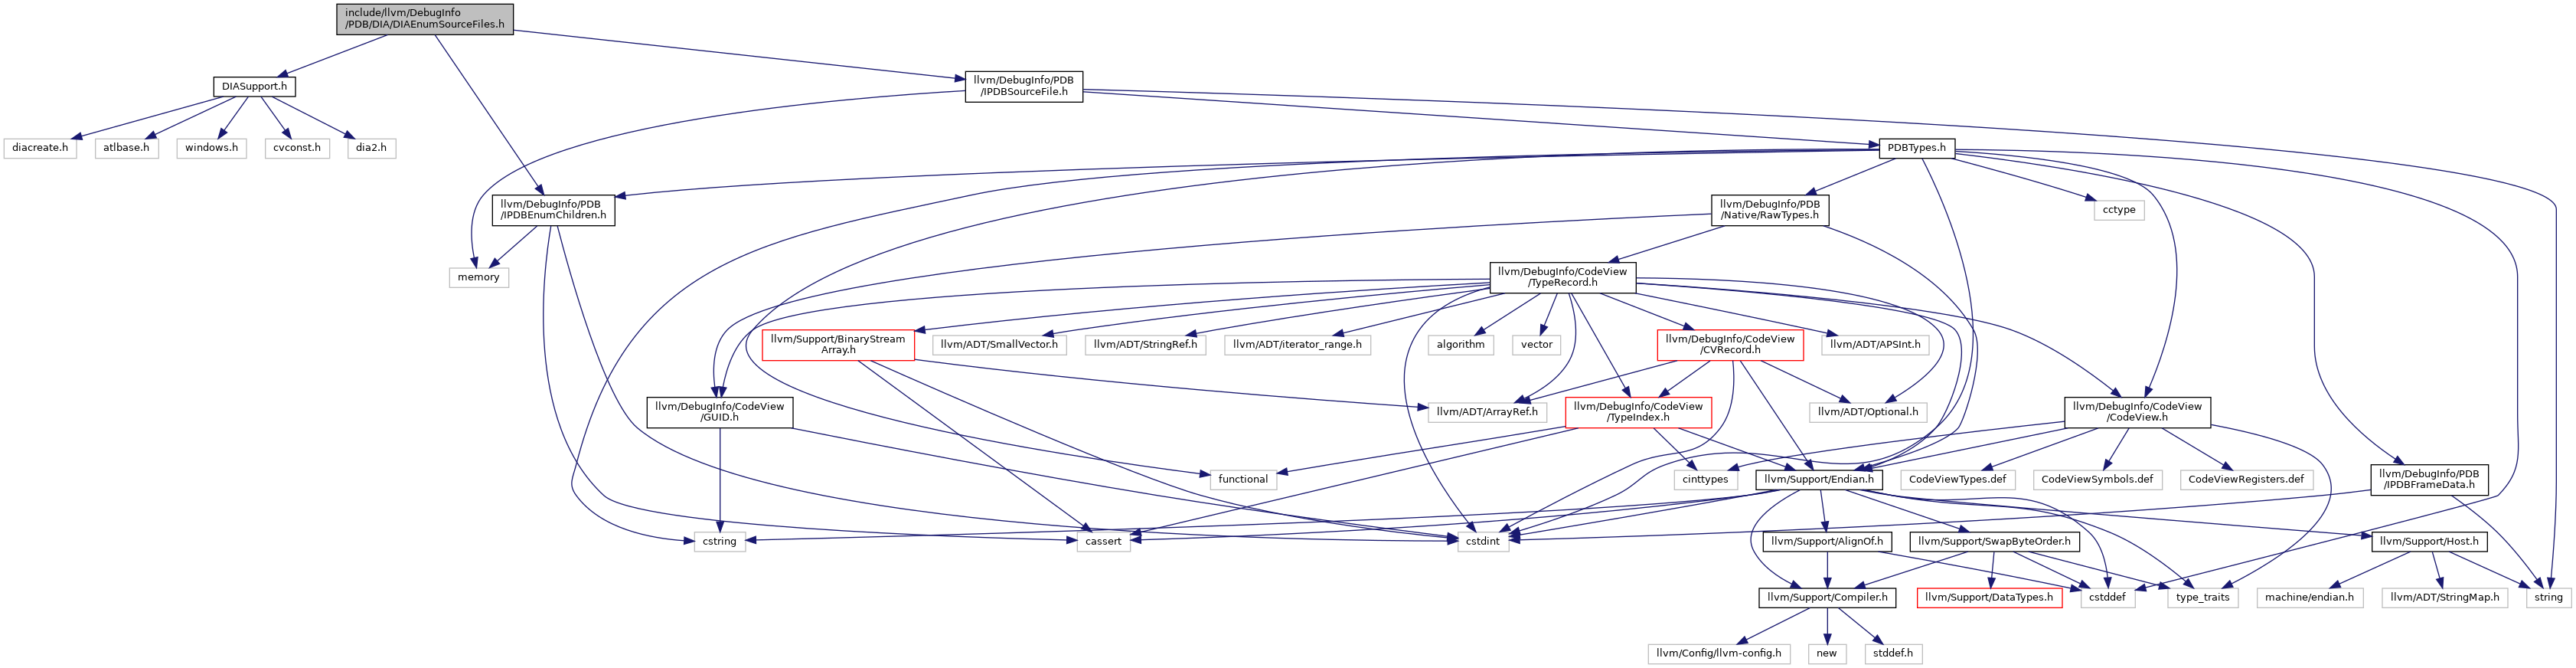 include/llvm/DebugInfo
/PDB/DIA/DIAEnumSourceFiles.h
DIASupport.h
llvm/DebugInfo/PDB
/IPDBSourceFile.h
diacreate.h
atlbase.h
windows.h
cvconst.h
dia2.h
PDBTypes.h
llvm/DebugInfo/PDB
/IPDBEnumChildren.h
llvm/DebugInfo/PDB
/Native/RawTypes.h
cctype
memory
llvm/DebugInfo/CodeView
/TypeRecord.h
llvm/Support/BinaryStream
Array.h
llvm/ADT/SmallVector.h
llvm/ADT/StringRef.h
llvm/ADT/iterator_range.h
algorithm
vector
llvm/DebugInfo/CodeView
/CVRecord.h
llvm/ADT/APSInt.h
llvm/DebugInfo/CodeView
/GUID.h
llvm/ADT/ArrayRef.h
llvm/DebugInfo/CodeView
/TypeIndex.h
llvm/ADT/Optional.h
llvm/DebugInfo/CodeView
/CodeView.h
functional
cinttypes
llvm/Support/Endian.h
CodeViewTypes.def
CodeViewSymbols.def
CodeViewRegisters.def
llvm/DebugInfo/PDB
/IPDBFrameData.h
cstring
cassert
cstdint
llvm/Support/AlignOf.h
llvm/Support/SwapByteOrder.h
llvm/Support/Host.h
llvm/Support/Compiler.h
llvm/Support/DataTypes.h
cstddef
type_traits
machine/endian.h
llvm/ADT/StringMap.h
string
llvm/Config/llvm-config.h
new
stddef.h